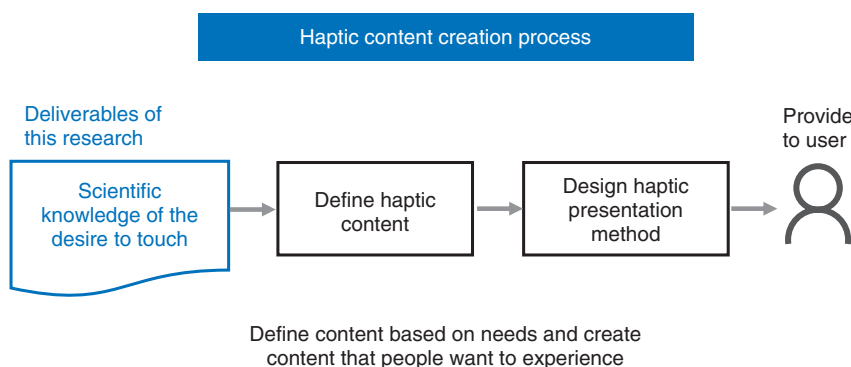 Haptic content creation process
Deliverables of
this research
Scientific
knowledge of the
desire to touch
Define haptic
content
Design haptic
presentation
method
Provide
to user
Define content based on needs and create
content that people want to experience